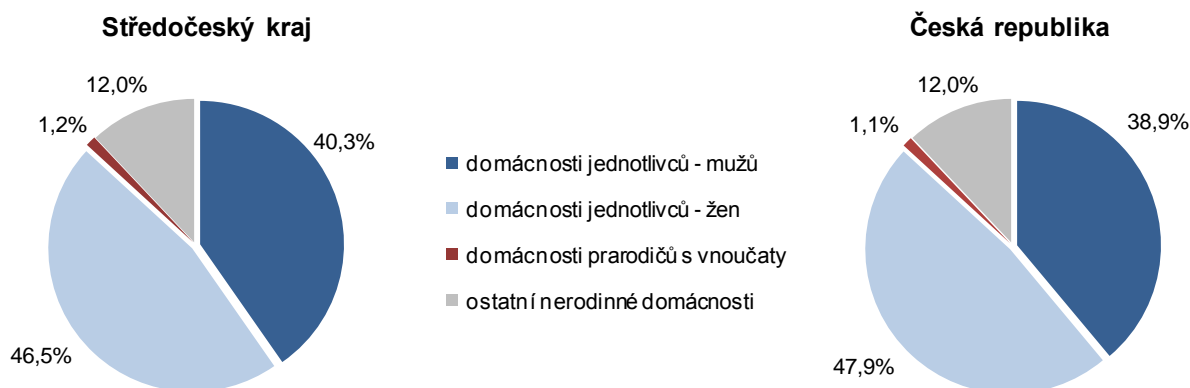 Středočeský kraj
12,0%
1,2%
40,3%
46,5%
domácnosti jednotlivců - mužů
domácnosti jednotlivců - žen
domácnosti prarodičů s vnoučaty
ostatní nerodinné domácnosti
Česká republika
12,0%
1,1%
38,9%
47,9%